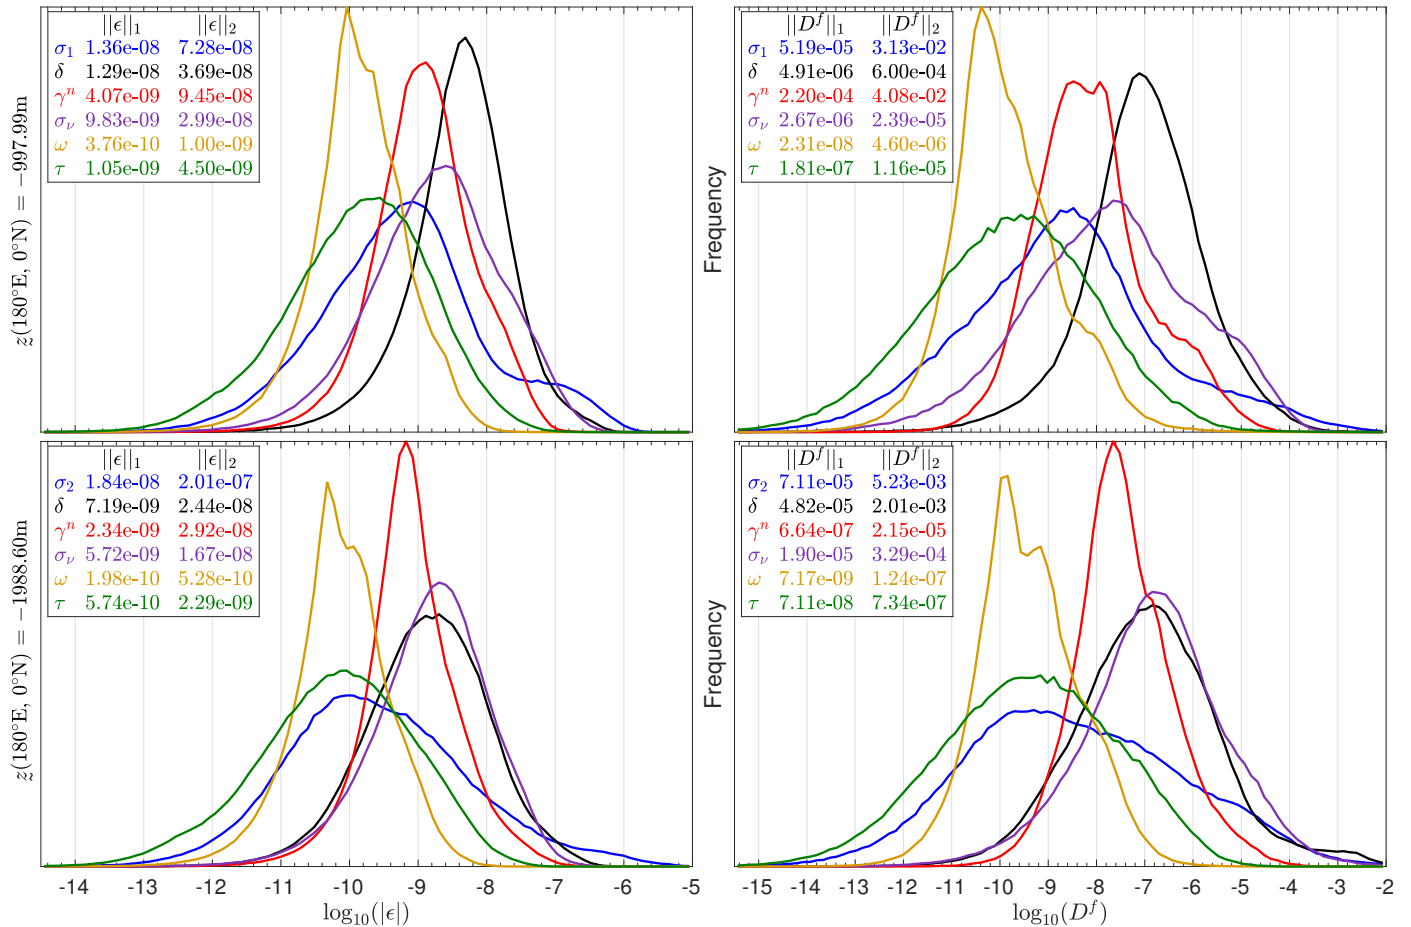 ||ϵ||₁ ||ϵ||₂
σ₁ 1.36e-08 7.28e-08
δ 1.29e-08 3.69e-08
γⁿ 4.07e-09 9.45e-08
σᵥ 9.83e-09 2.99e-08
ω 3.76e-10 1.00e-09
τ 1.05e-09 4.50e-09
z(180°E, 0°N) = −997.99m
||Dᶠ||₁ ||Dᶠ||₂
σ₁ 5.19e-05 3.13e-02
δ 4.91e-06 6.00e-04
γⁿ 2.20e-04 4.08e-02
σᵥ 2.67e-06 2.39e-05
ω 2.31e-08 4.60e-06
τ 1.81e-07 1.16e-05
Frequency
||ϵ||₁ ||ϵ||₂
σ₂ 1.84e-08 2.01e-07
δ 7.19e-09 2.44e-08
γⁿ 2.34e-09 2.92e-08
σᵥ 5.72e-09 1.67e-08
ω 1.98e-10 5.28e-10
τ 5.74e-10 2.29e-09
z(180°E, 0°N) = −1988.60m
-14 -13 -12 -11 -10 -9 -8 -7 -6 -5
log₁₀(|ϵ|)
||Dᶠ||₁ ||Dᶠ||₂
σ₂ 7.11e-05 5.23e-03
δ 4.82e-05 2.01e-03
γⁿ 6.64e-07 2.15e-05
σᵥ 1.90e-05 3.29e-04
ω 7.17e-09 1.24e-07
τ 7.11e-08 7.34e-07
Frequency
-15 -14 -13 -12 -11 -10 -9 -8 -7 -6 -5 -4 -3 -2
log₁₀(Dᶠ)